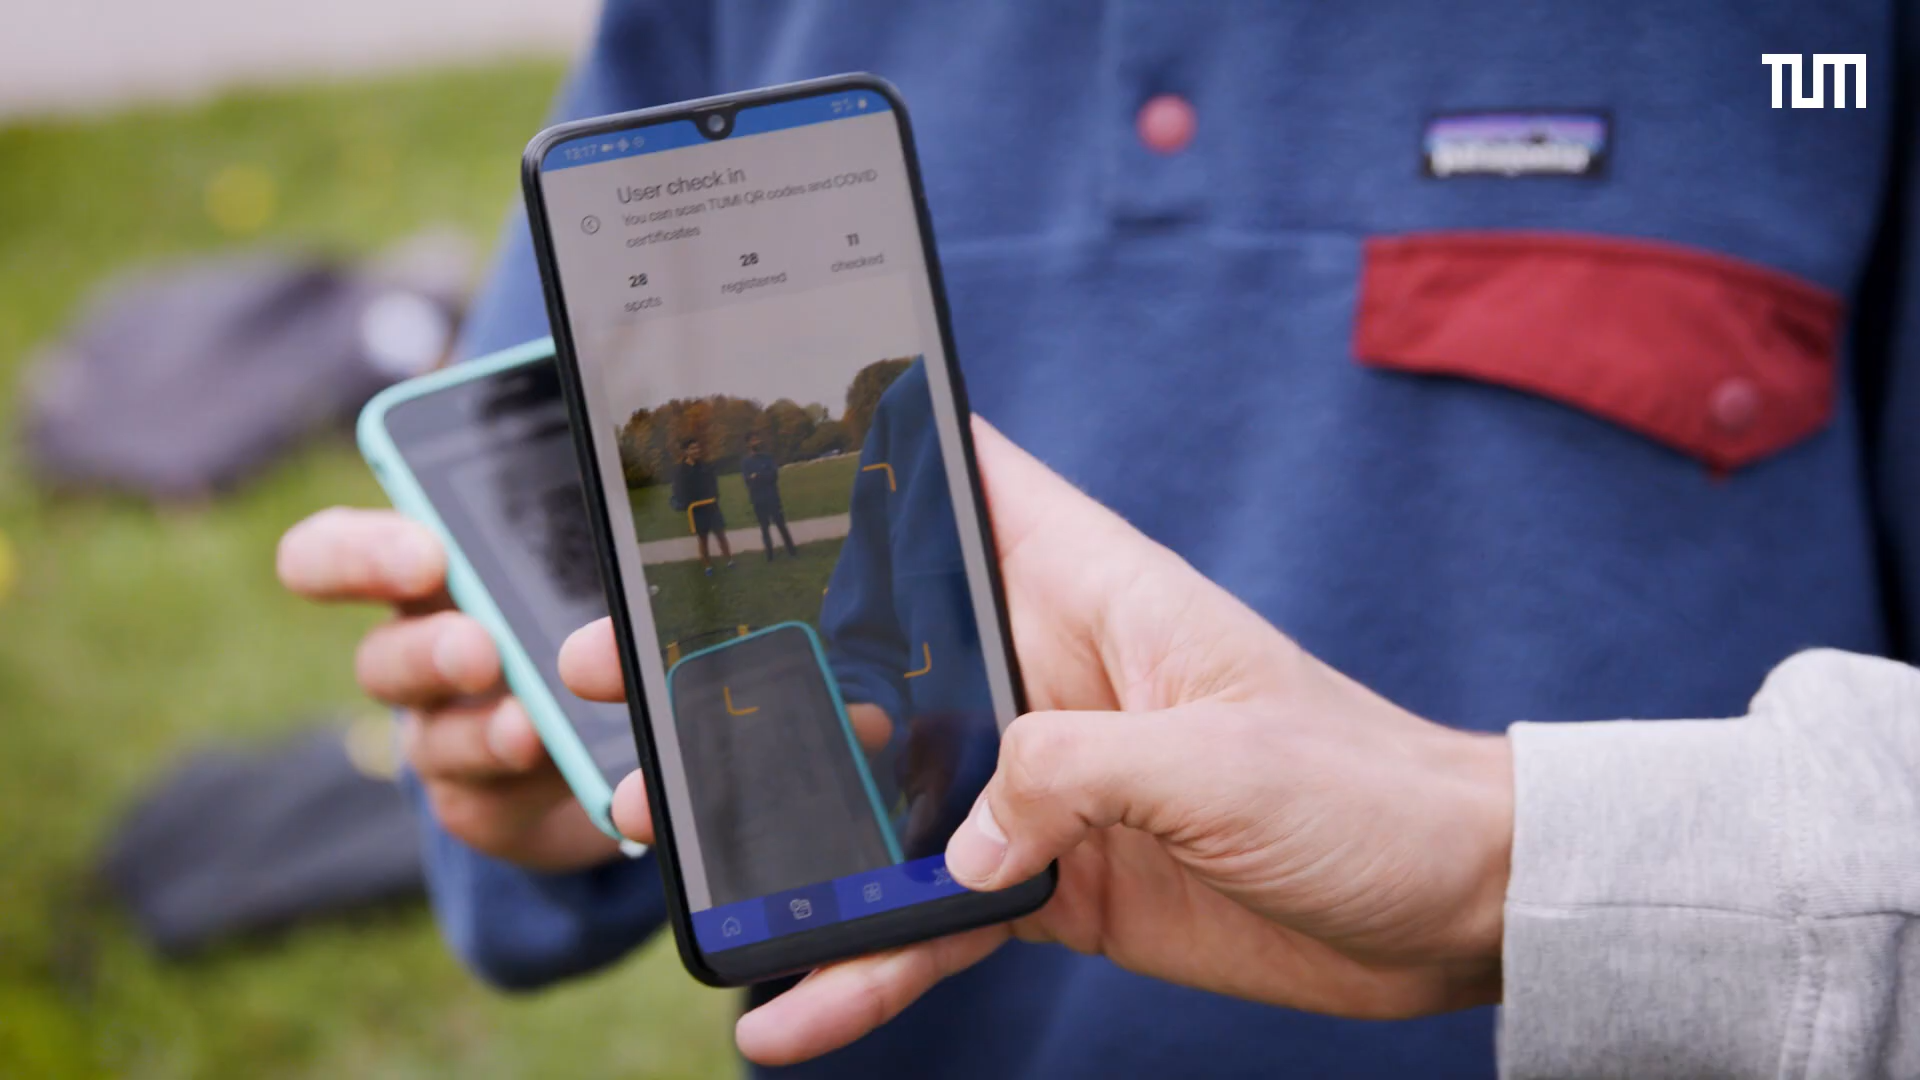 TUM
13:17
User check in
You can scan TUMi QR codes and COVID
certificates
28 28 11
spots registered checked
patagonia